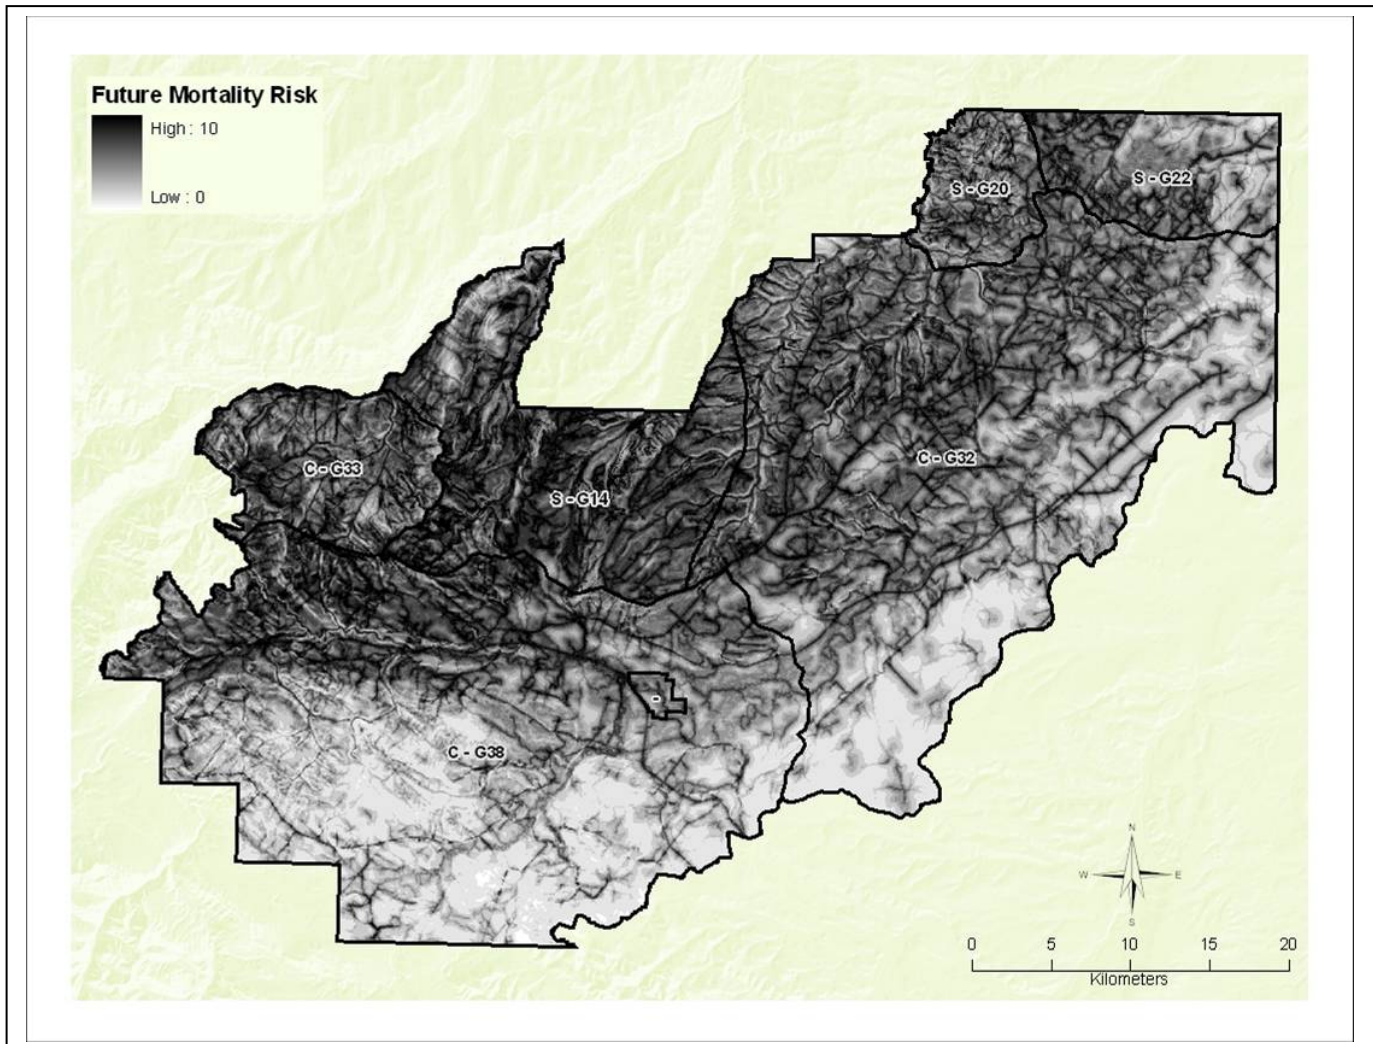 Future Mortality Risk
High : 10
Low : 0
S - G20
S - G22
C - G33
S - G14
C - G32
-
C - G38
N
W E
S
0 5 10 15 20
Kilometers